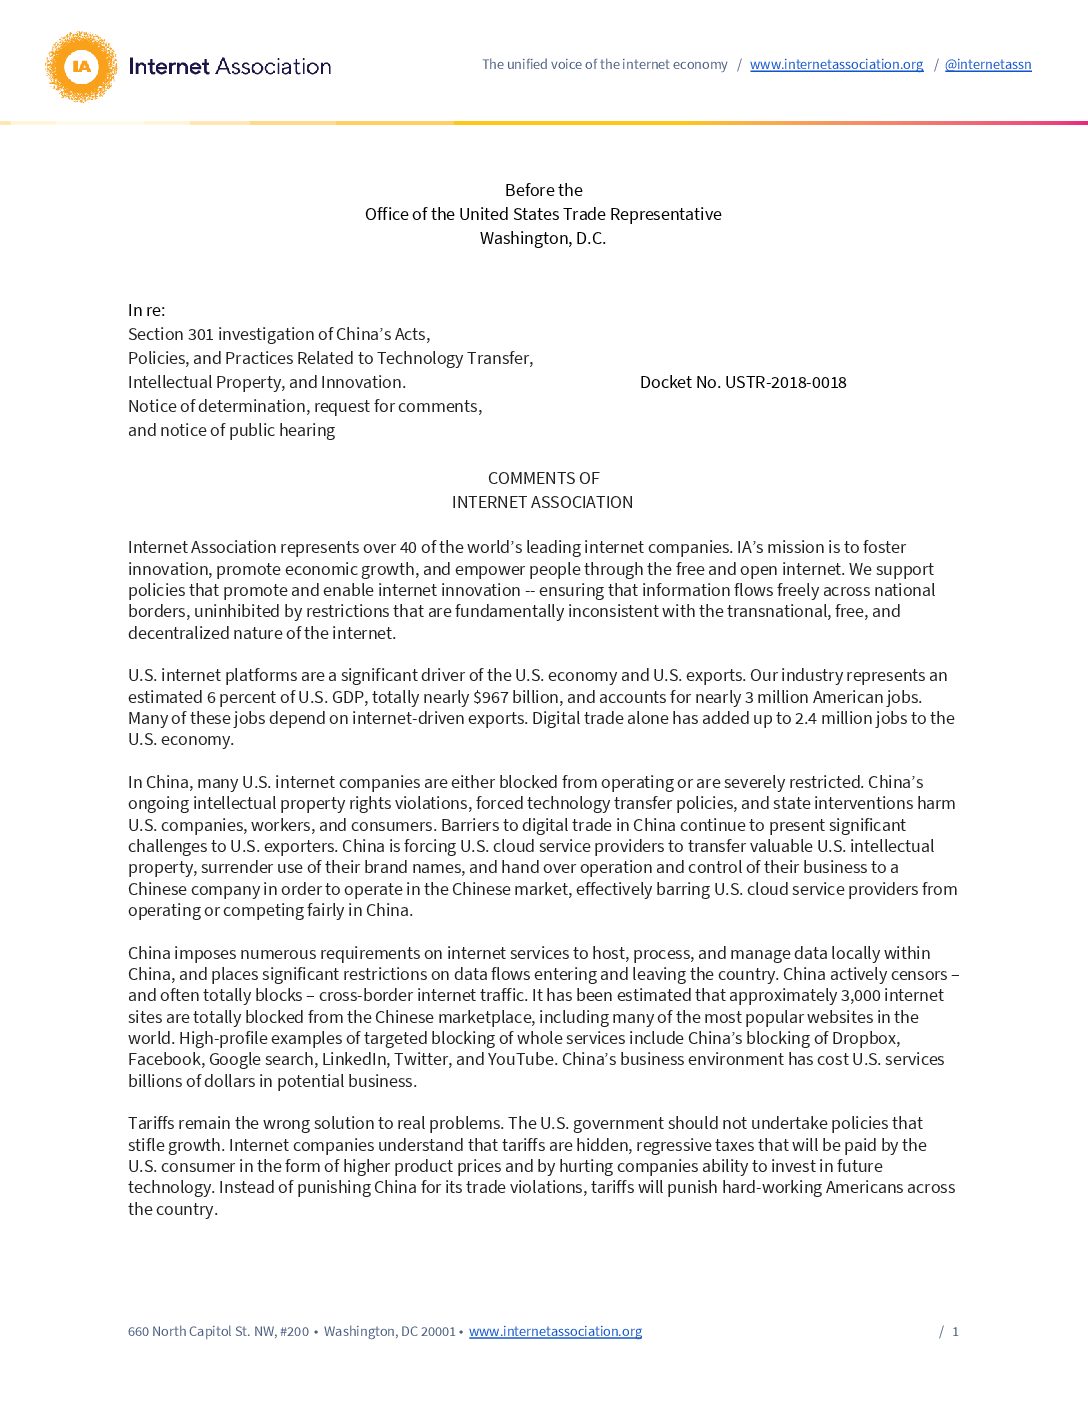 IA Internet Association
The unified voice of the internet economy / www.internetassociation.org / @internetassn
Before the
Office of the United States Trade Representative
Washington, D.C.
In re:
Section 301 investigation of China’s Acts,
Policies, and Practices Related to Technology Transfer,
Intellectual Property, and Innovation. Docket No. USTR-2018-0018
Notice of determination, request for comments,
and notice of public hearing
COMMENTS OF
INTERNET ASSOCIATION
Internet Association represents over 40 of the world’s leading internet companies. IA’s mission is to foster
innovation, promote economic growth, and empower people through the free and open internet. We support
policies that promote and enable internet innovation -- ensuring that information flows freely across national
borders, uninhibited by restrictions that are fundamentally inconsistent with the transnational, free, and
decentralized nature of the internet.
U.S. internet platforms are a significant driver of the U.S. economy and U.S. exports. Our industry represents an
estimated 6 percent of U.S. GDP, totally nearly $967 billion, and accounts for nearly 3 million American jobs.
Many of these jobs depend on internet-driven exports. Digital trade alone has added up to 2.4 million jobs to the
U.S. economy.
In China, many U.S. internet companies are either blocked from operating or are severely restricted. China’s
ongoing intellectual property rights violations, forced technology transfer policies, and state interventions harm
U.S. companies, workers, and consumers. Barriers to digital trade in China continue to present significant
challenges to U.S. exporters. China is forcing U.S. cloud service providers to transfer valuable U.S. intellectual
property, surrender use of their brand names, and hand over operation and control of their business to a
Chinese company in order to operate in the Chinese market, effectively barring U.S. cloud service providers from
operating or competing fairly in China.
China imposes numerous requirements on internet services to host, process, and manage data locally within
China, and places significant restrictions on data flows entering and leaving the country. China actively censors –
and often totally blocks – cross-border internet traffic. It has been estimated that approximately 3,000 internet
sites are totally blocked from the Chinese marketplace, including many of the most popular websites in the
world. High-profile examples of targeted blocking of whole services include China’s blocking of Dropbox,
Facebook, Google search, LinkedIn, Twitter, and YouTube. China’s business environment has cost U.S. services
billions of dollars in potential business.
Tariffs remain the wrong solution to real problems. The U.S. government should not undertake policies that
stifle growth. Internet companies understand that tariffs are hidden, regressive taxes that will be paid by the
U.S. consumer in the form of higher product prices and by hurting companies ability to invest in future
technology. Instead of punishing China for its trade violations, tariffs will punish hard-working Americans across
the country.
660 North Capitol St. NW, #200 • Washington, DC 20001 • www.internetassociation.org / 1